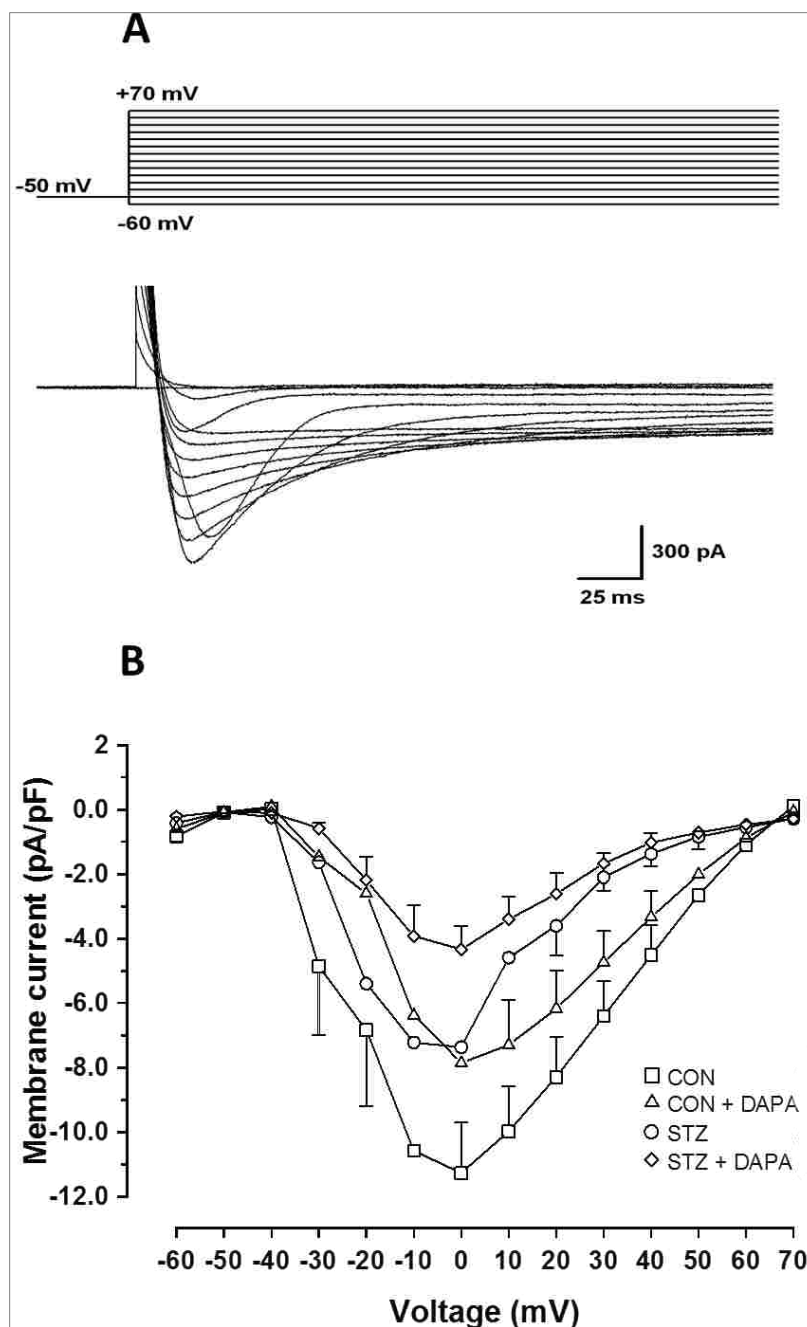 A
+70 mV
-50 mV
-60 mV
300 pA
25 ms
B
Membrane current (pA/pF)
2
0.0
-2.0
-4.0
-6.0
-8.0
-10.0
-12.0
CON
CON + DAPA
STZ
STZ + DAPA
-60 -50 -40 -30 -20 -10 0 10 20 30 40 50 60 70
Voltage (mV)